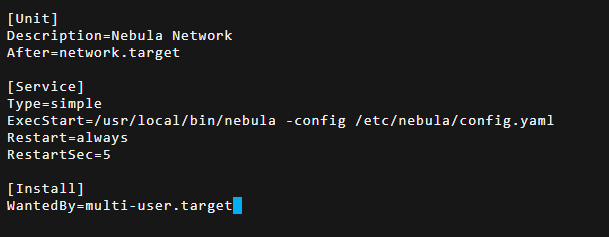 [Unit]
Description=Nebula Network
After=network.target

[Service]
Type=simple
ExecStart=/usr/local/bin/nebula -config /etc/nebula/config.yaml
Restart=always
RestartSec=5

[Install]
WantedBy=multi-user.target